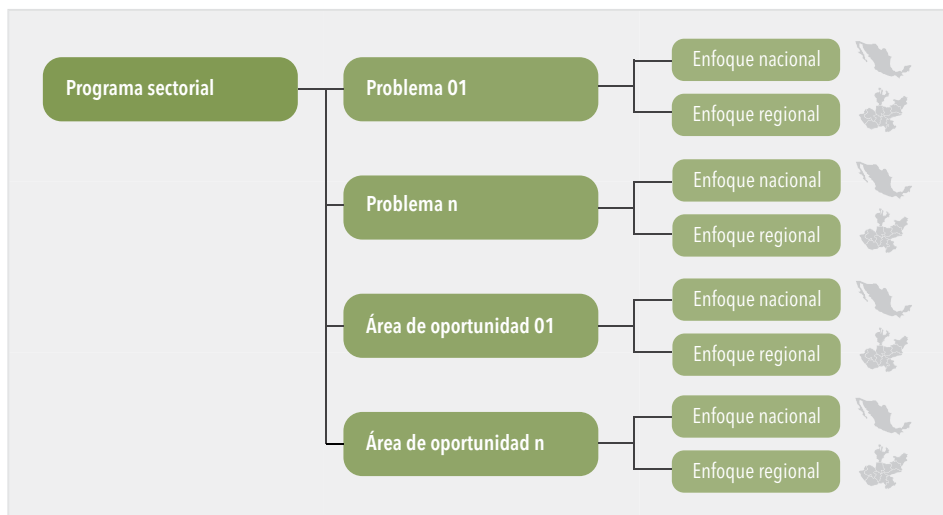 Programa sectorial
Problema 01
Enfoque nacional
Enfoque regional
Problema n
Enfoque nacional
Enfoque regional
Área de oportunidad 01
Enfoque nacional
Enfoque regional
Área de oportunidad n
Enfoque nacional
Enfoque regional